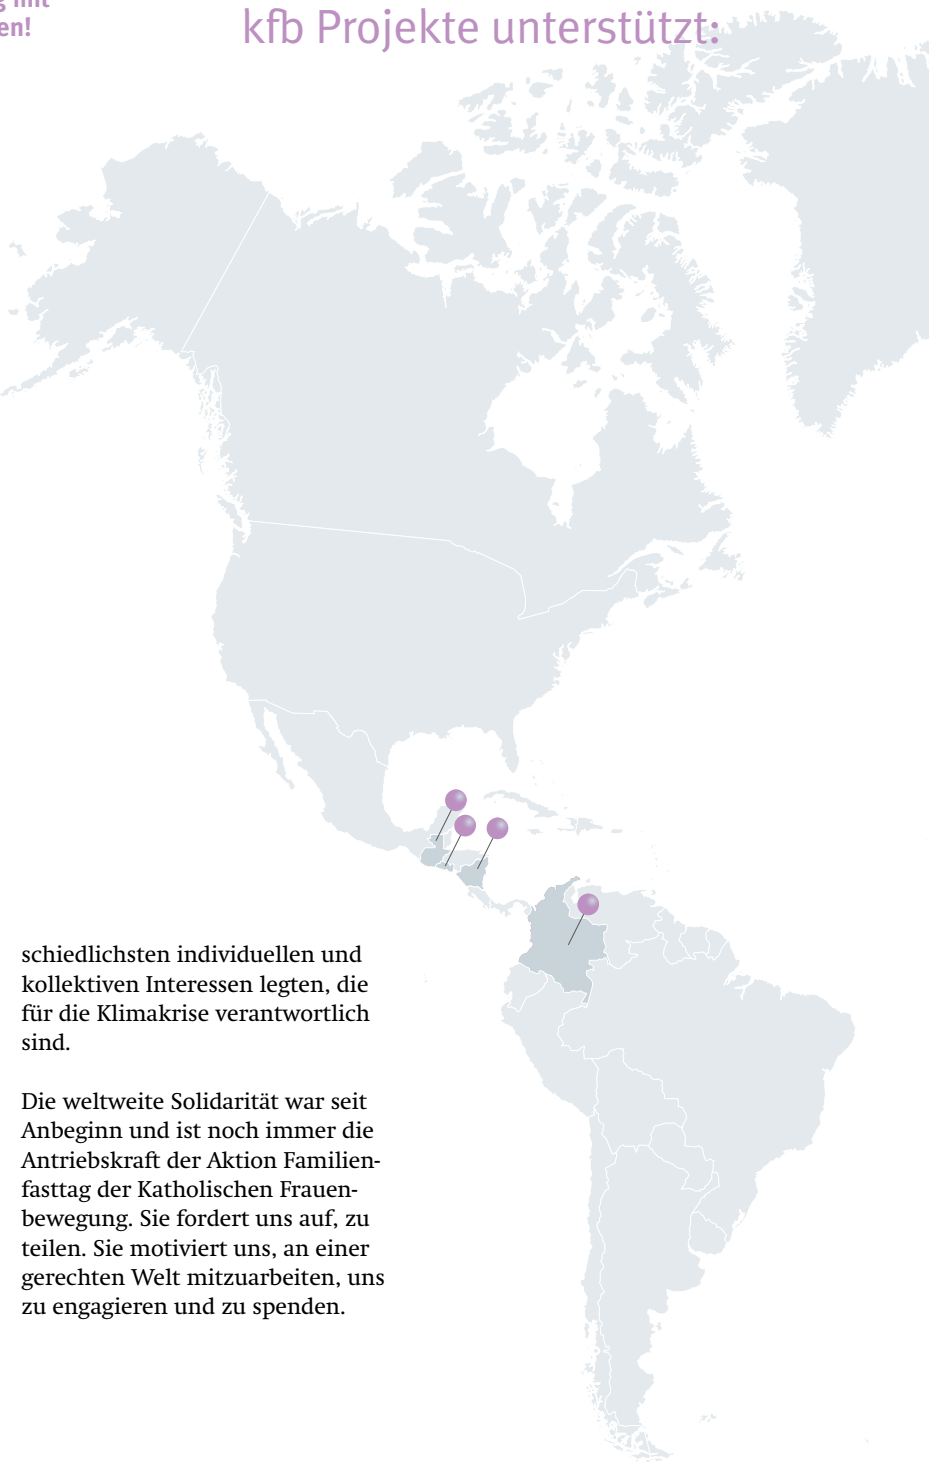 mit
en!
kfb Projekte unterstützt:
schiedlichsten individuellen und
kollektiven Interessen legten, die
für die Klimakrise verantwortlich
sind.
Die weltweite Solidarität war seit
Anbeginn und ist noch immer die
Antriebskraft der Aktion Familien-
fasttag der Katholischen Frauen-
bewegung. Sie fordert uns auf, zu
teilen. Sie motiviert uns, an einer
gerechten Welt mitzuarbeiten, uns
zu engagieren und zu spenden.